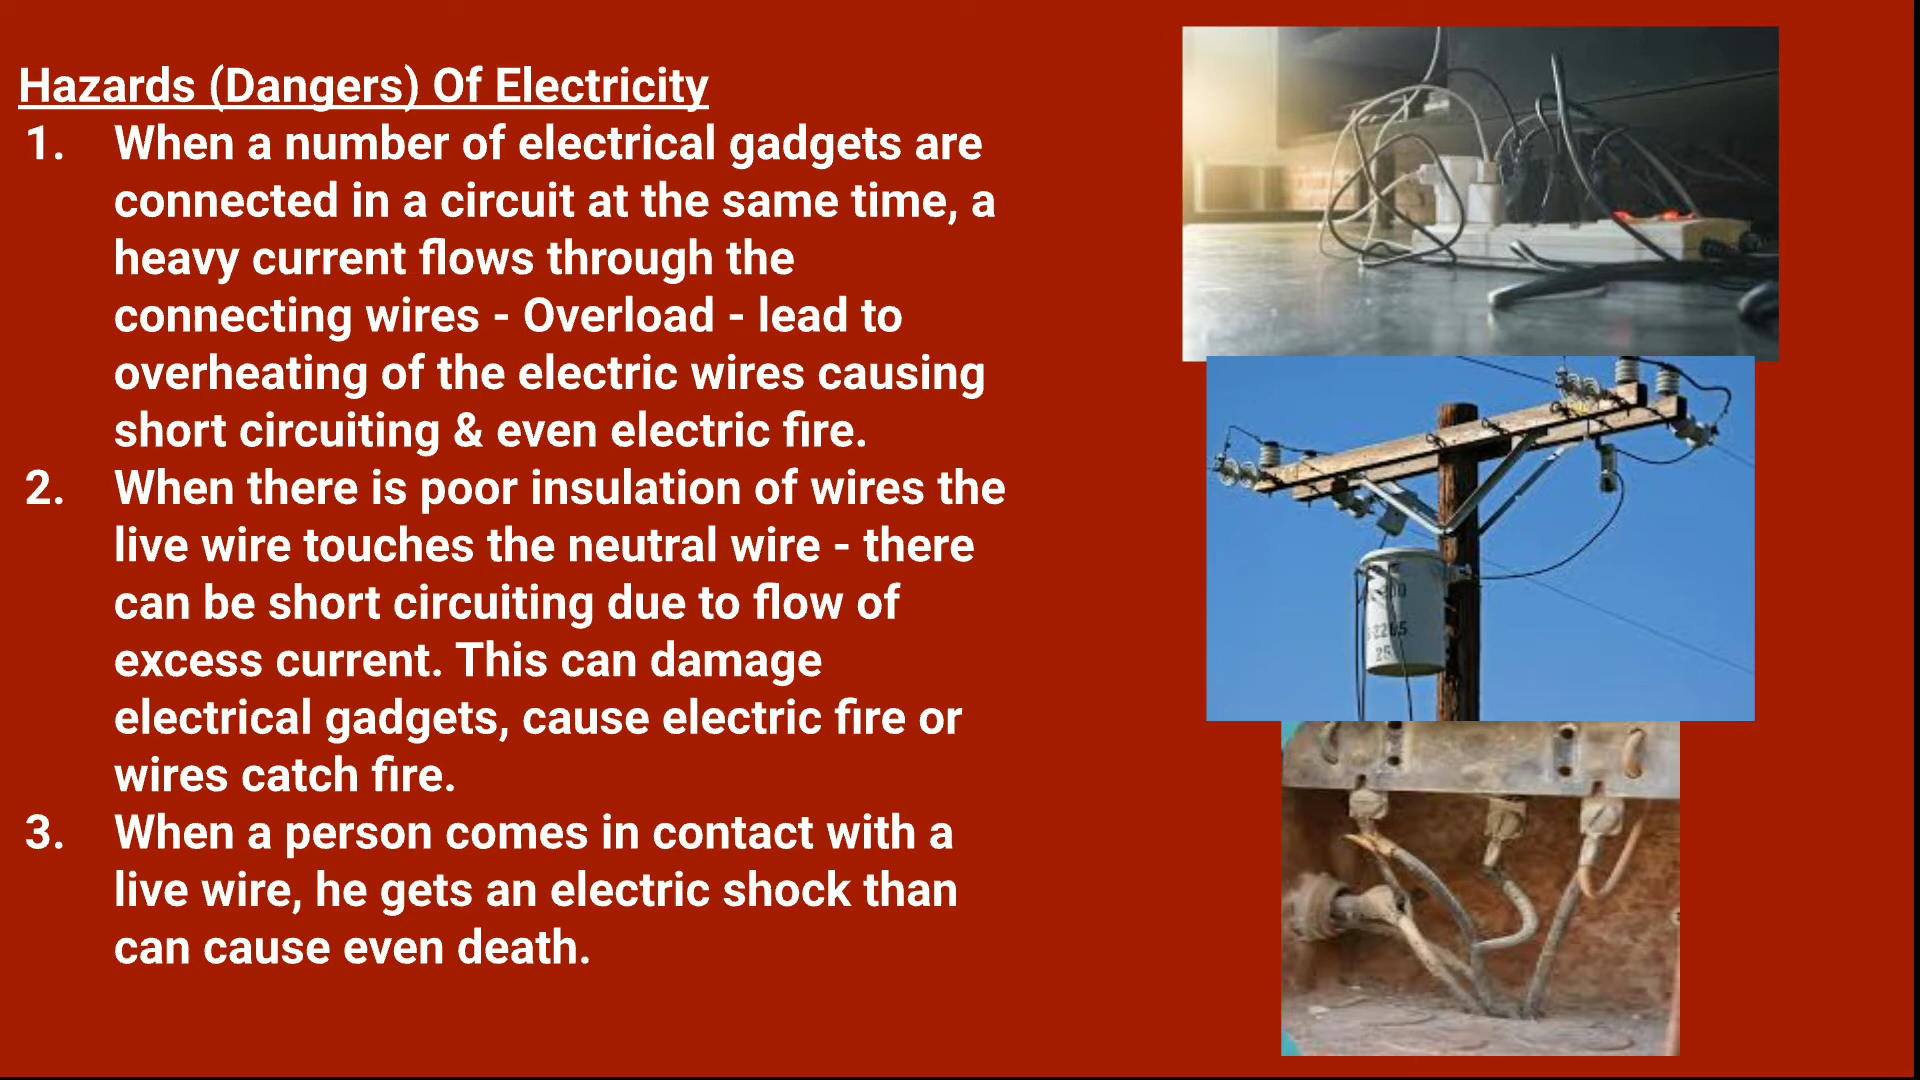 Hazards (Dangers) Of Electricity
1. When a number of electrical gadgets are
connected in a circuit at the same time, a
heavy current flows through the
connecting wires - Overload - lead to
overheating of the electric wires causing
short circuiting & even electric fire.
2. When there is poor insulation of wires the
live wire touches the neutral wire - there
can be short circuiting due to flow of
excess current. This can damage
electrical gadgets, cause electric fire or
wires catch fire.
3. When a person comes in contact with a
live wire, he gets an electric shock than
can cause even death.